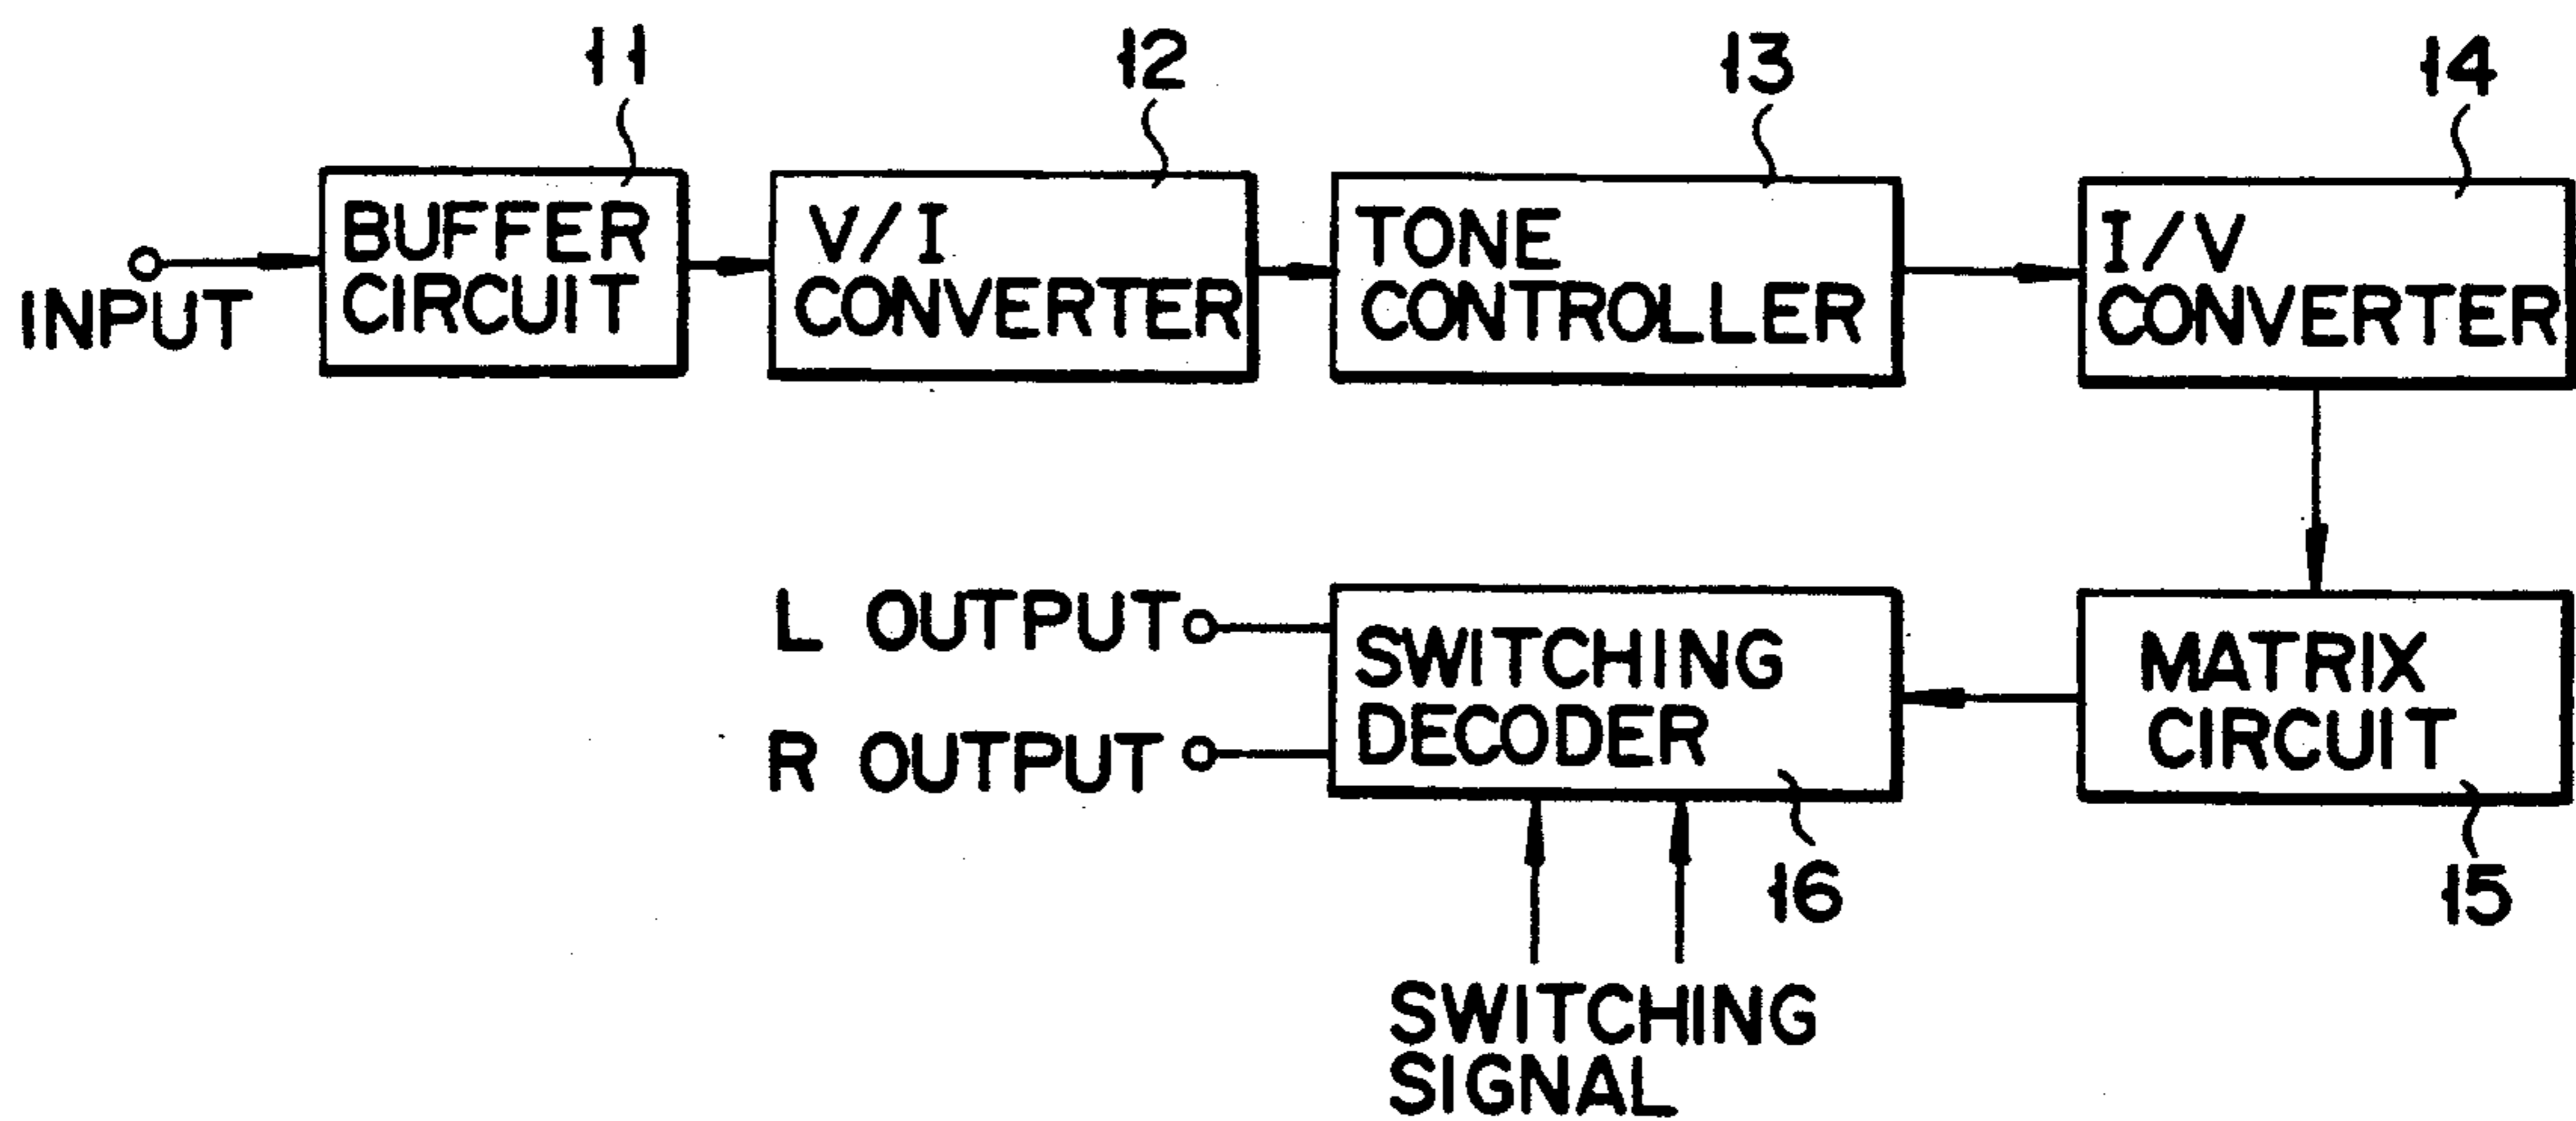 11
12
13
14
INPUT
BUFFER
CIRCUIT
V/I
CONVERTER
TONE
CONTROLLER
I/V
CONVERTER
L OUTPUT
R OUTPUT
SWITCHING
DECODER
MATRIX
CIRCUIT
16
15
SWITCHING
SIGNAL